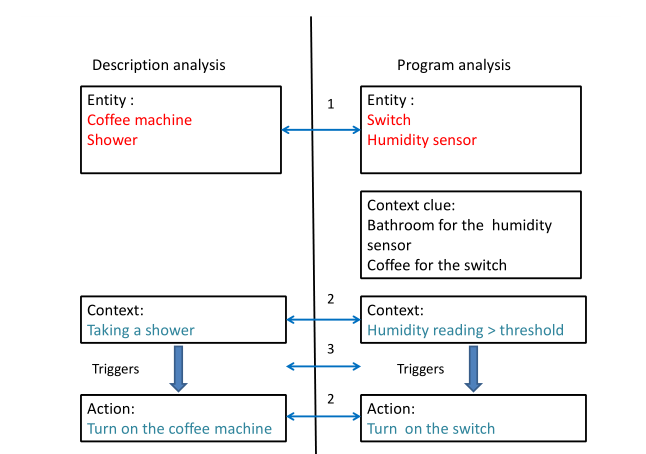 Description analysis
Program analysis
Entity :
Coffee machine
Shower
1
Entity :
Switch
Humidity sensor
Context clue:
Bathroom for the humidity
sensor
Coffee for the switch
Context:
Taking a shower
2
Context:
Humidity reading > threshold
Triggers
3
Triggers
Action:
Turn on the coffee machine
2
Action:
Turn on the switch